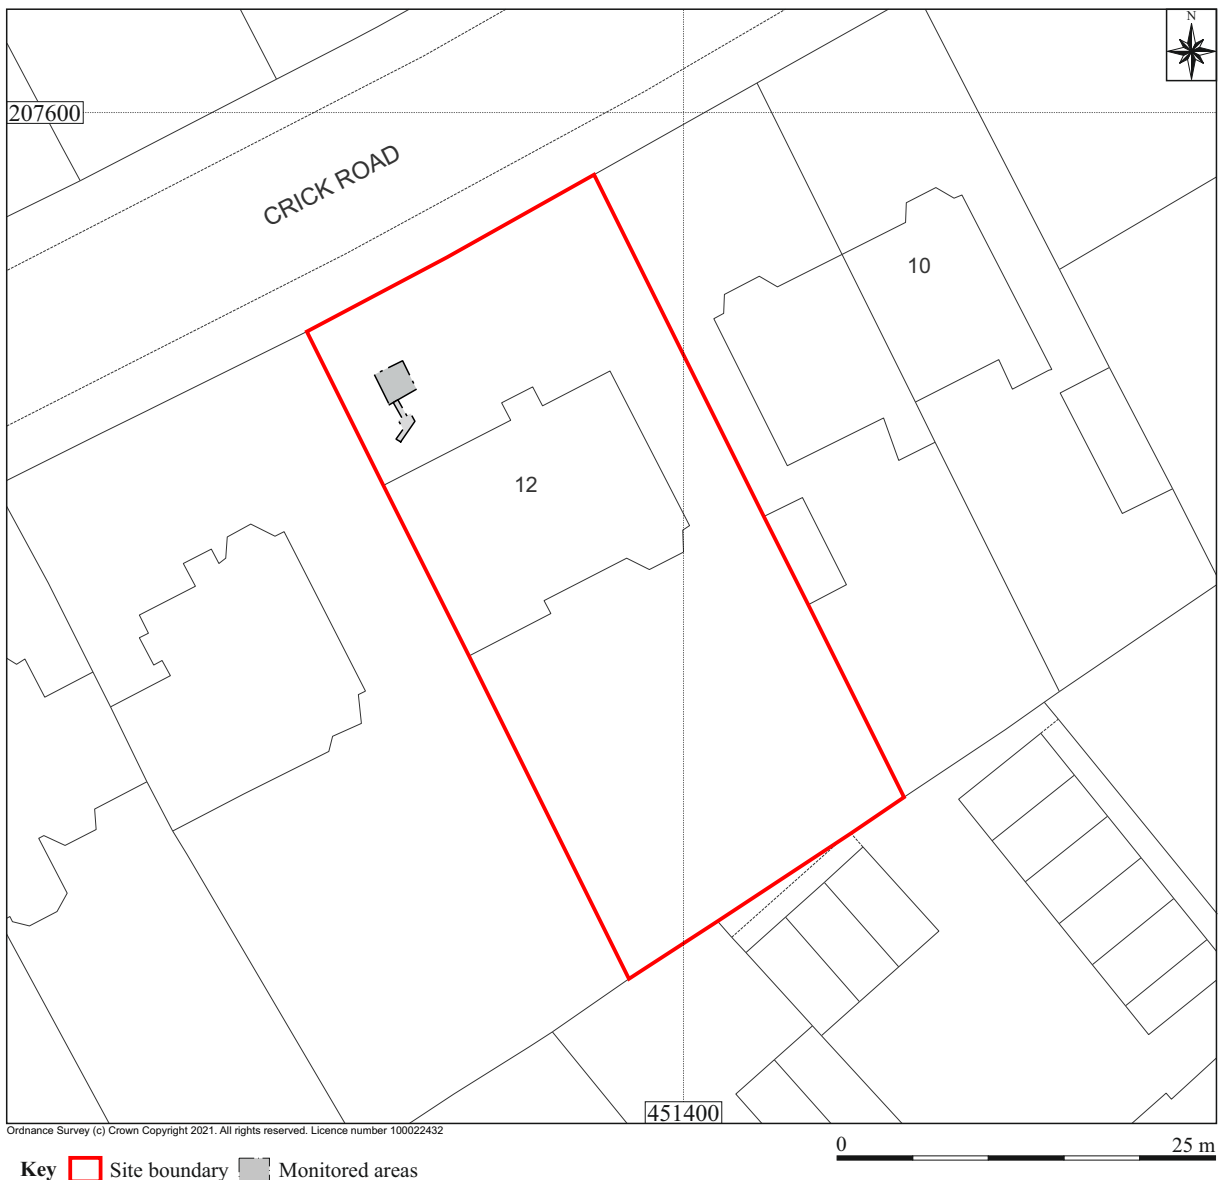 N
207600
CRICK ROAD
10
12
451400
Ordnance Survey (c) Crown Copyright 2021. All rights reserved. Licence number 100022432
0 25 m
Key Site boundary Monitored areas